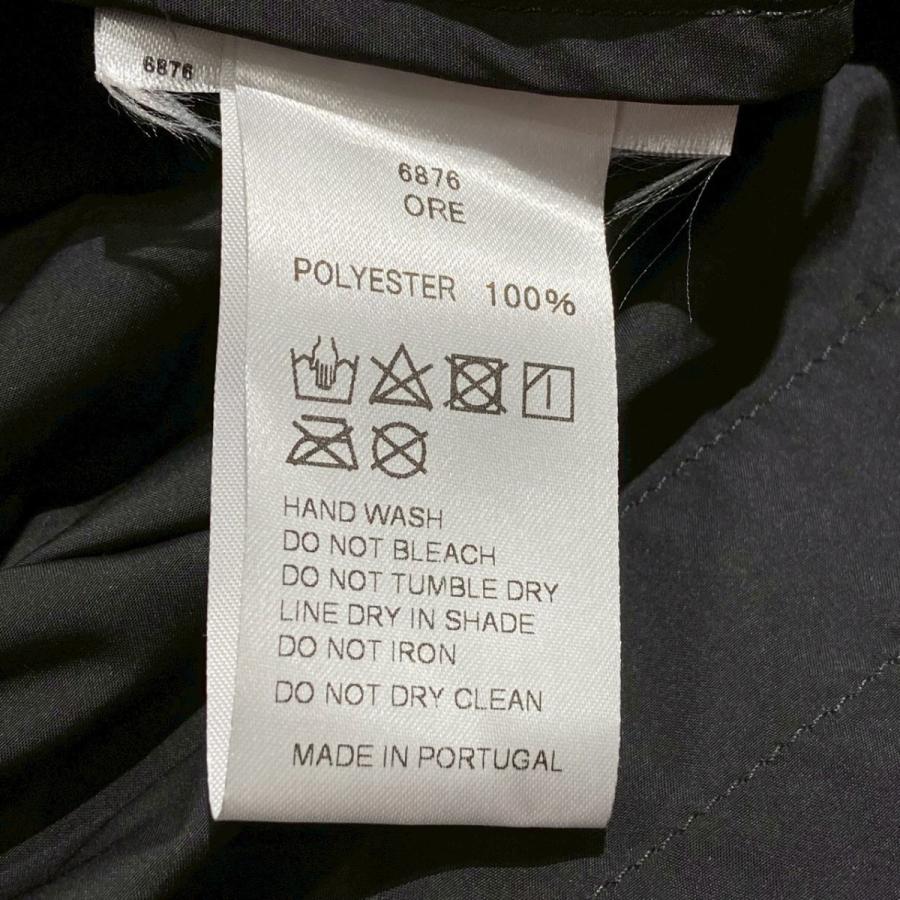 6876
6876
ORE
POLYESTER 100%
HAND WASH
DO NOT BLEACH
DO NOT TUMBLE DRY
LINE DRY IN SHADE
DO NOT IRON
DO NOT DRY CLEAN
MADE IN PORTUGAL